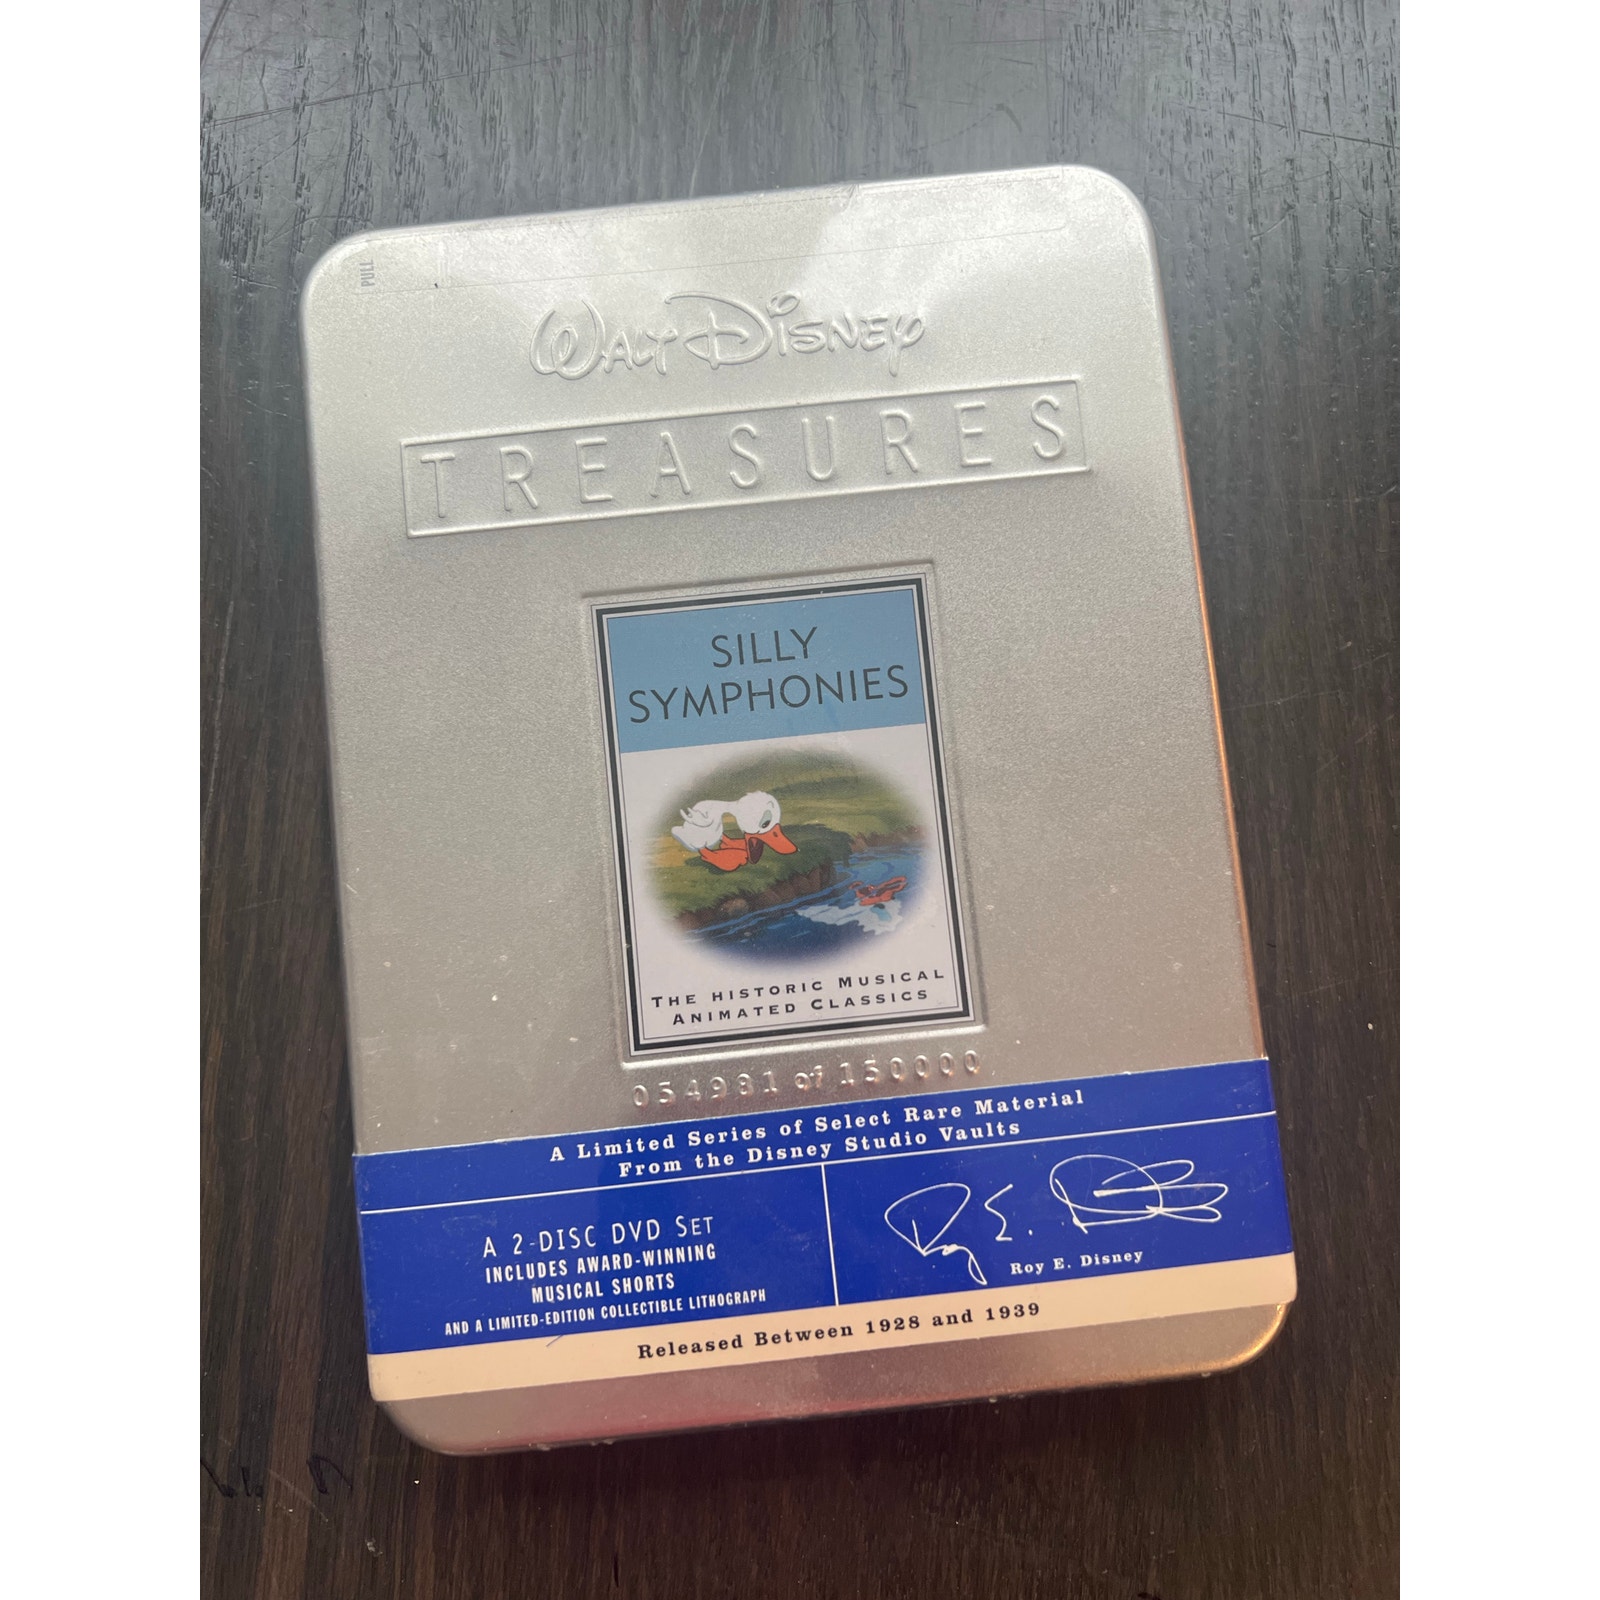 PULL
WALT DISNEY
TREASURES
SILLY
SYMPHONIES
THE HISTORIC MUSICAL
ANIMATED CLASSICS
054981 of 150000
A Limited Series of Select Rare Material
From the Disney Studio Vaults
A 2-DISC DVD SET
INCLUDES AWARD-WINNING
MUSICAL SHORTS
AND A LIMITED-EDITION COLLECTIBLE LITHOGRAPH
Roy E. Disney
Roy E. Disney
Released Between 1928 and 1939